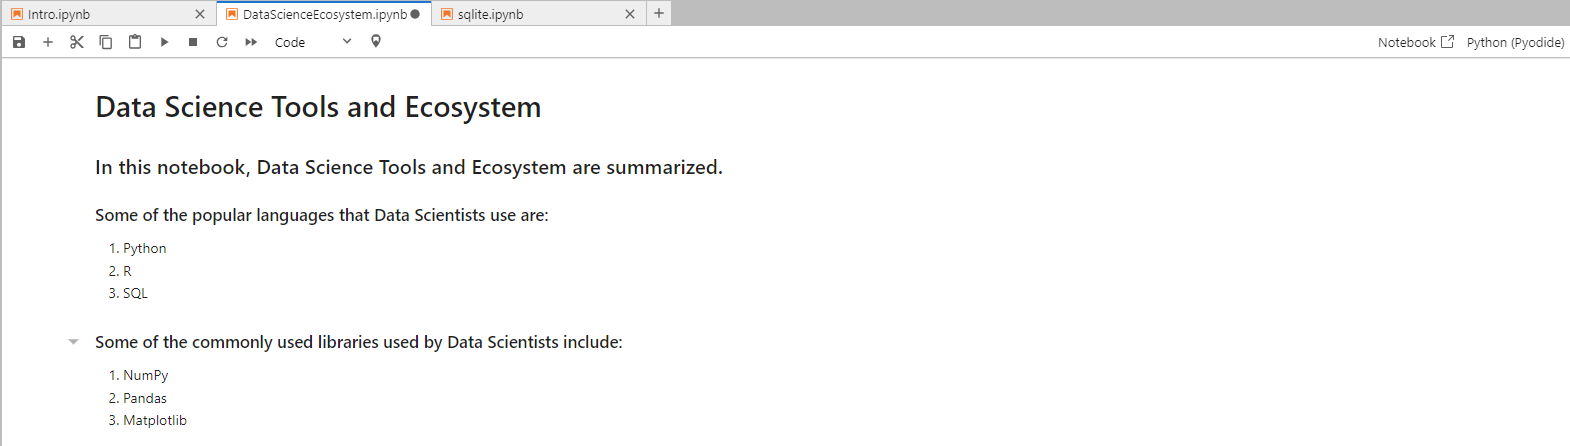 Intro.ipynb DataScienceEcosystem.ipynb sqlite.ipynb
Code Notebook Python (Pyodide)
Data Science Tools and Ecosystem
In this notebook, Data Science Tools and Ecosystem are summarized.
Some of the popular languages that Data Scientists use are:
1. Python
2. R
3. SQL
Some of the commonly used libraries used by Data Scientists include:
1. NumPy
2. Pandas
3. Matplotlib